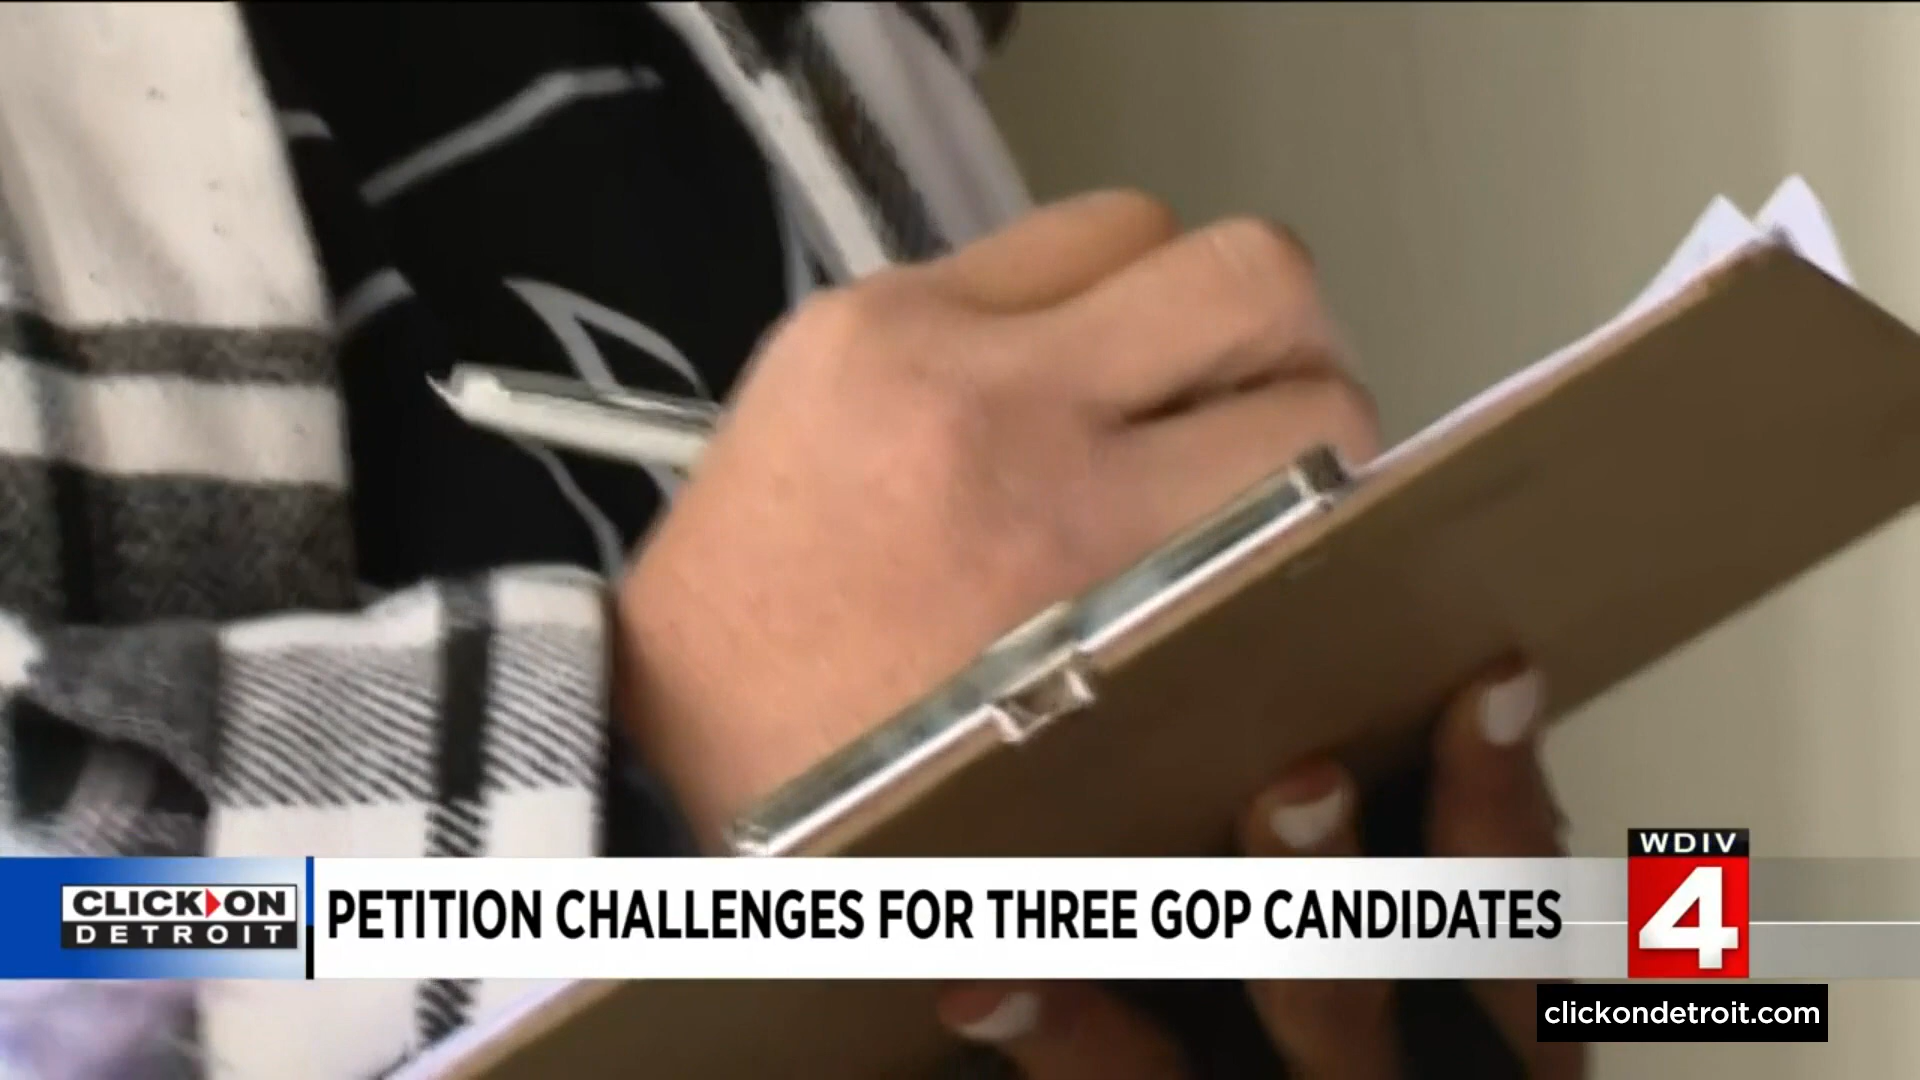 CLICK ON
DETROIT
PETITION CHALLENGES FOR THREE GOP CANDIDATES
WDIV
4
clickondetroit.com